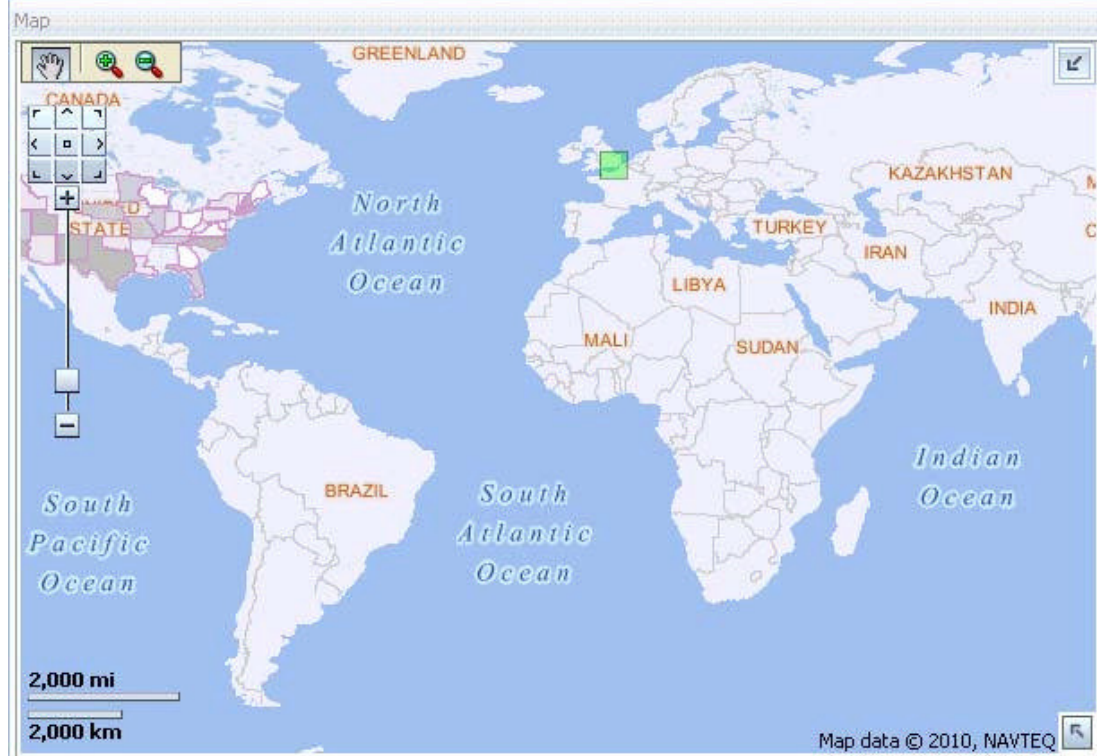 Map
GREENLAND
CANADA
KAZAKHSTAN
North
Atlantic
Ocean
STATE
TURKEY
IRAN
LIBYA
INDIA
MALI
SUDAN
BRAZIL
South
Pacific
Ocean
South
Atlantic
Ocean
Indian
Ocean
2,000 mi
2,000 km
Map data © 2010, NAVTEQ